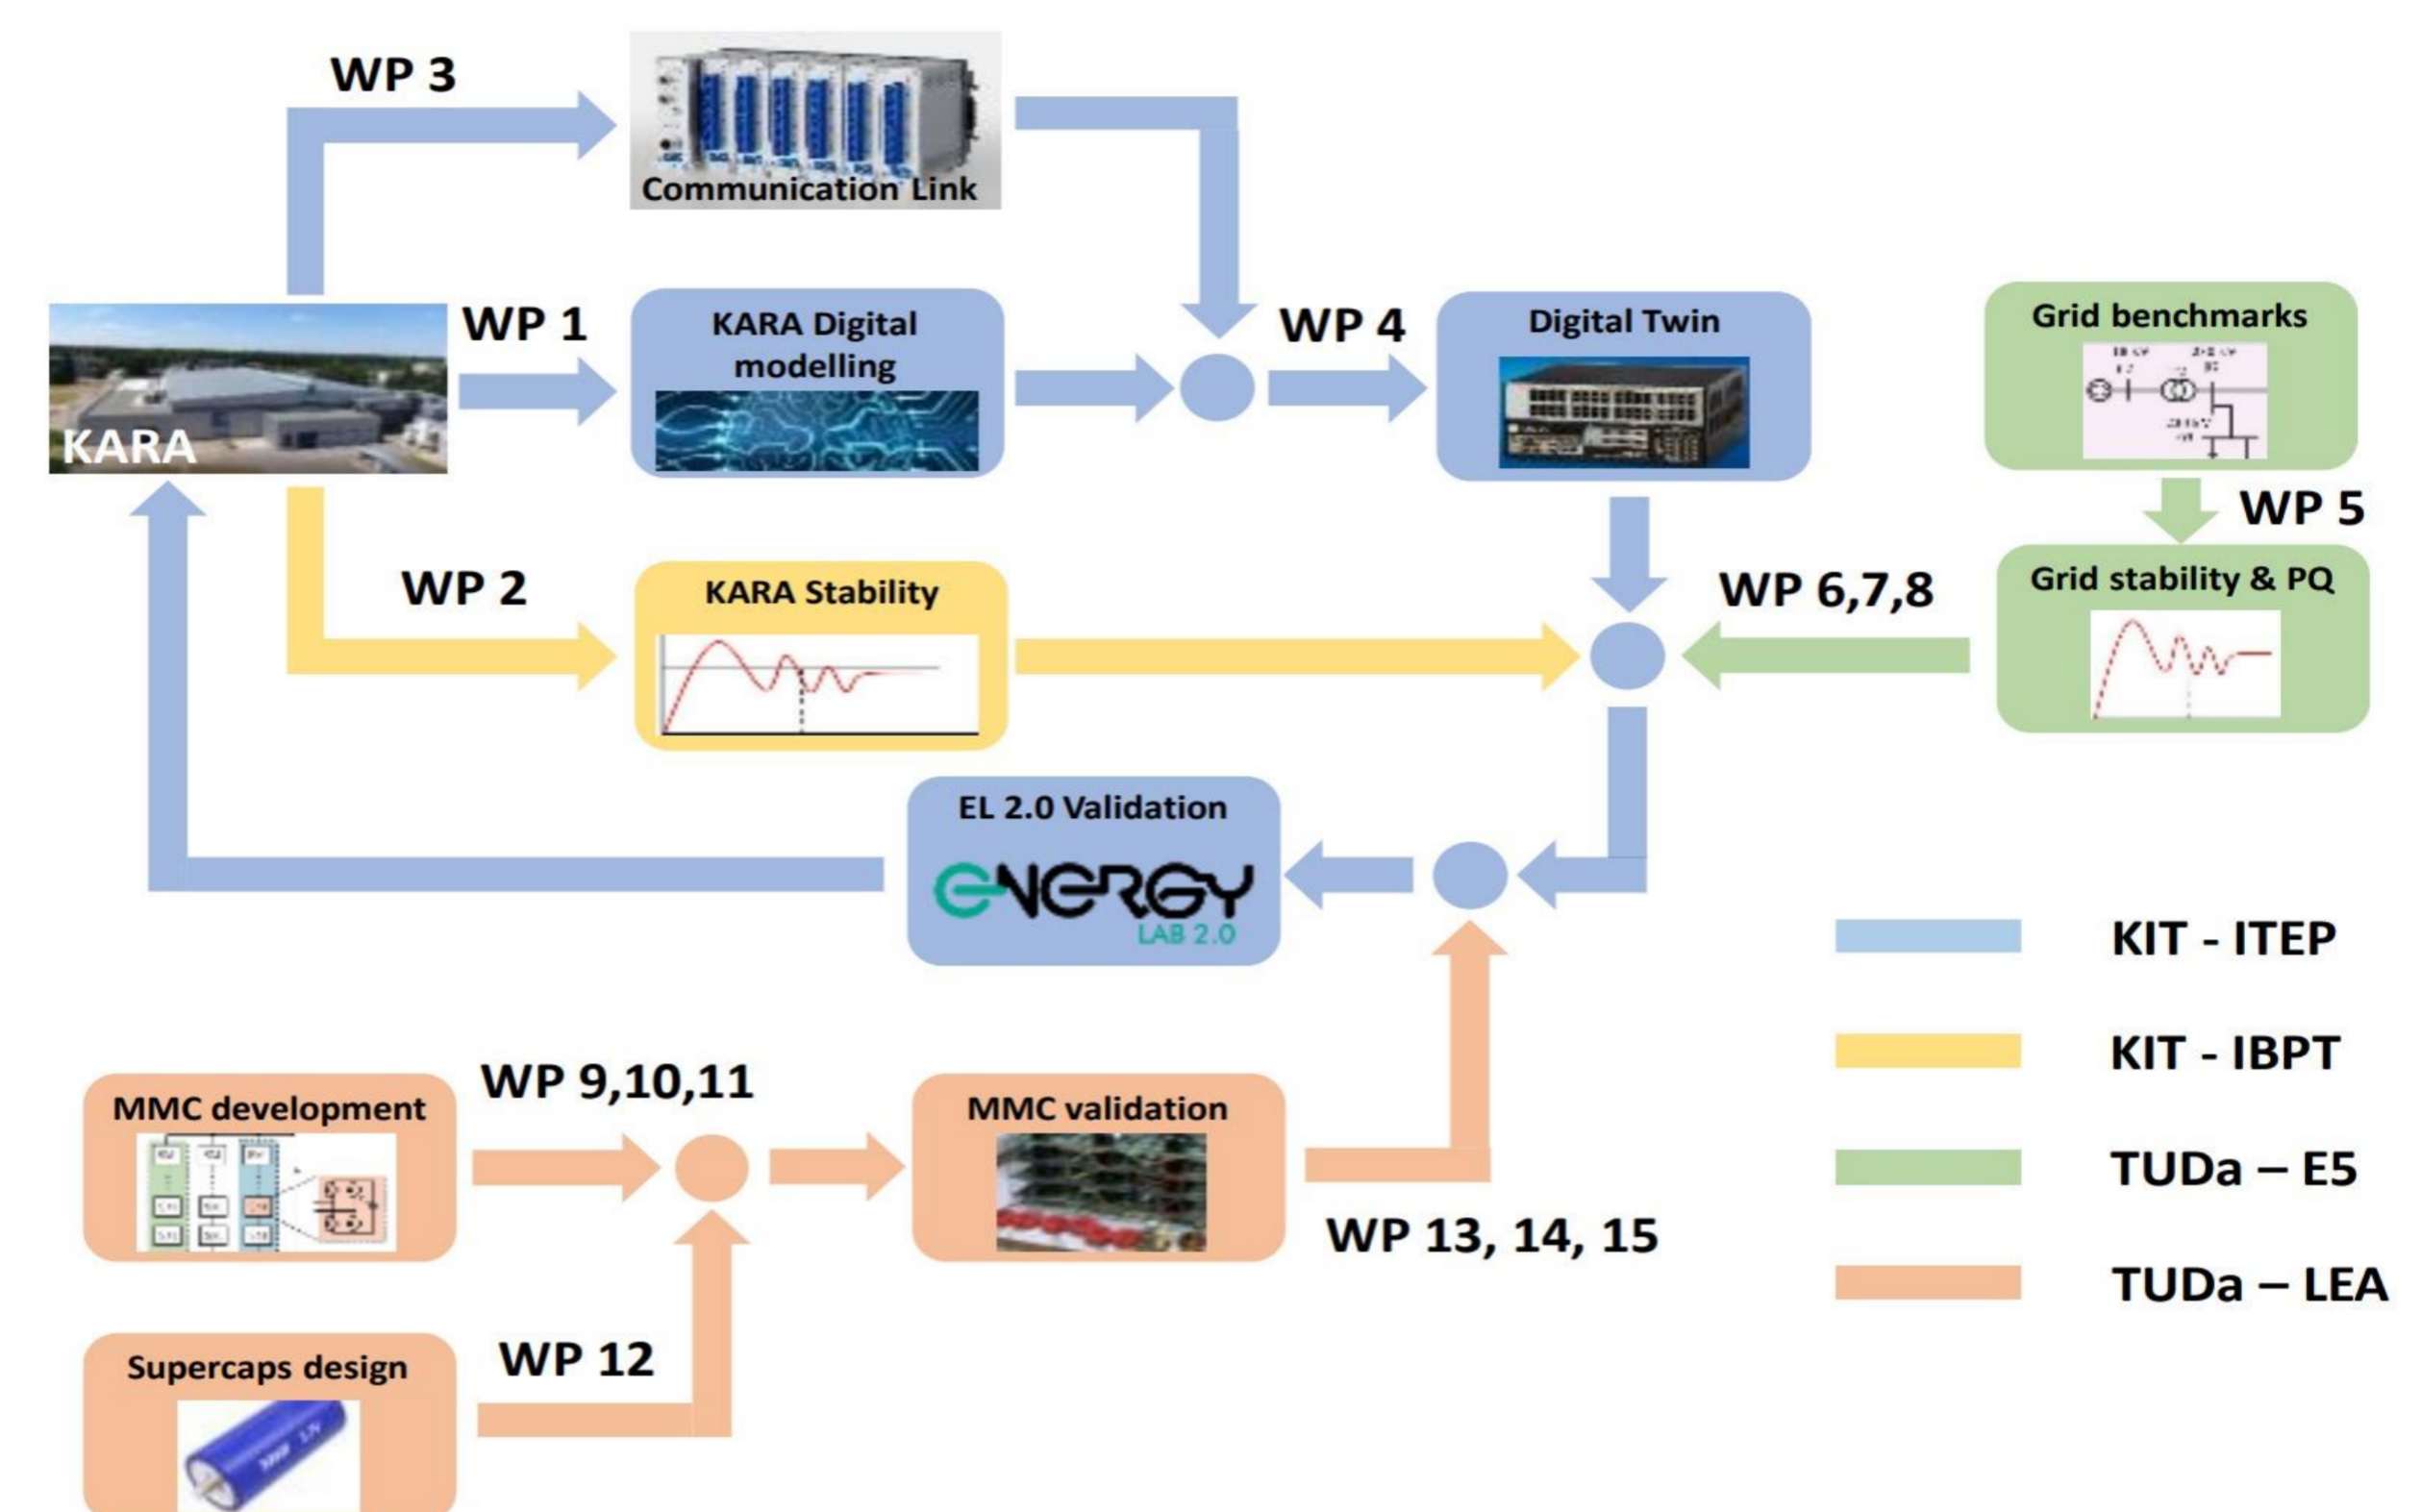 WP 3
Communication Link
KARA
WP 1
KARA Digital
modelling
WP 4
Digital Twin
Grid benchmarks
WP 5
WP 2
KARA Stability
WP 6,7,8
Grid stability & PQ
EL 2.0 Validation
eNERGY
LAB 2.0
KIT - ITEP
KIT - IBPT
TUDa – E5
TUDa – LEA
MMC development
WP 9,10,11
MMC validation
WP 13, 14, 15
Supercaps design
WP 12